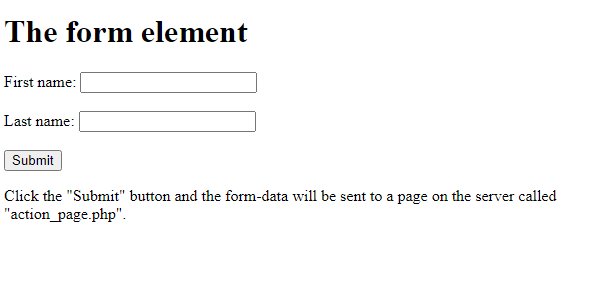 The form element
First name:
Last name:
Submit
Click the "Submit" button and the form-data will be sent to a page on the server called
"action_page.php".